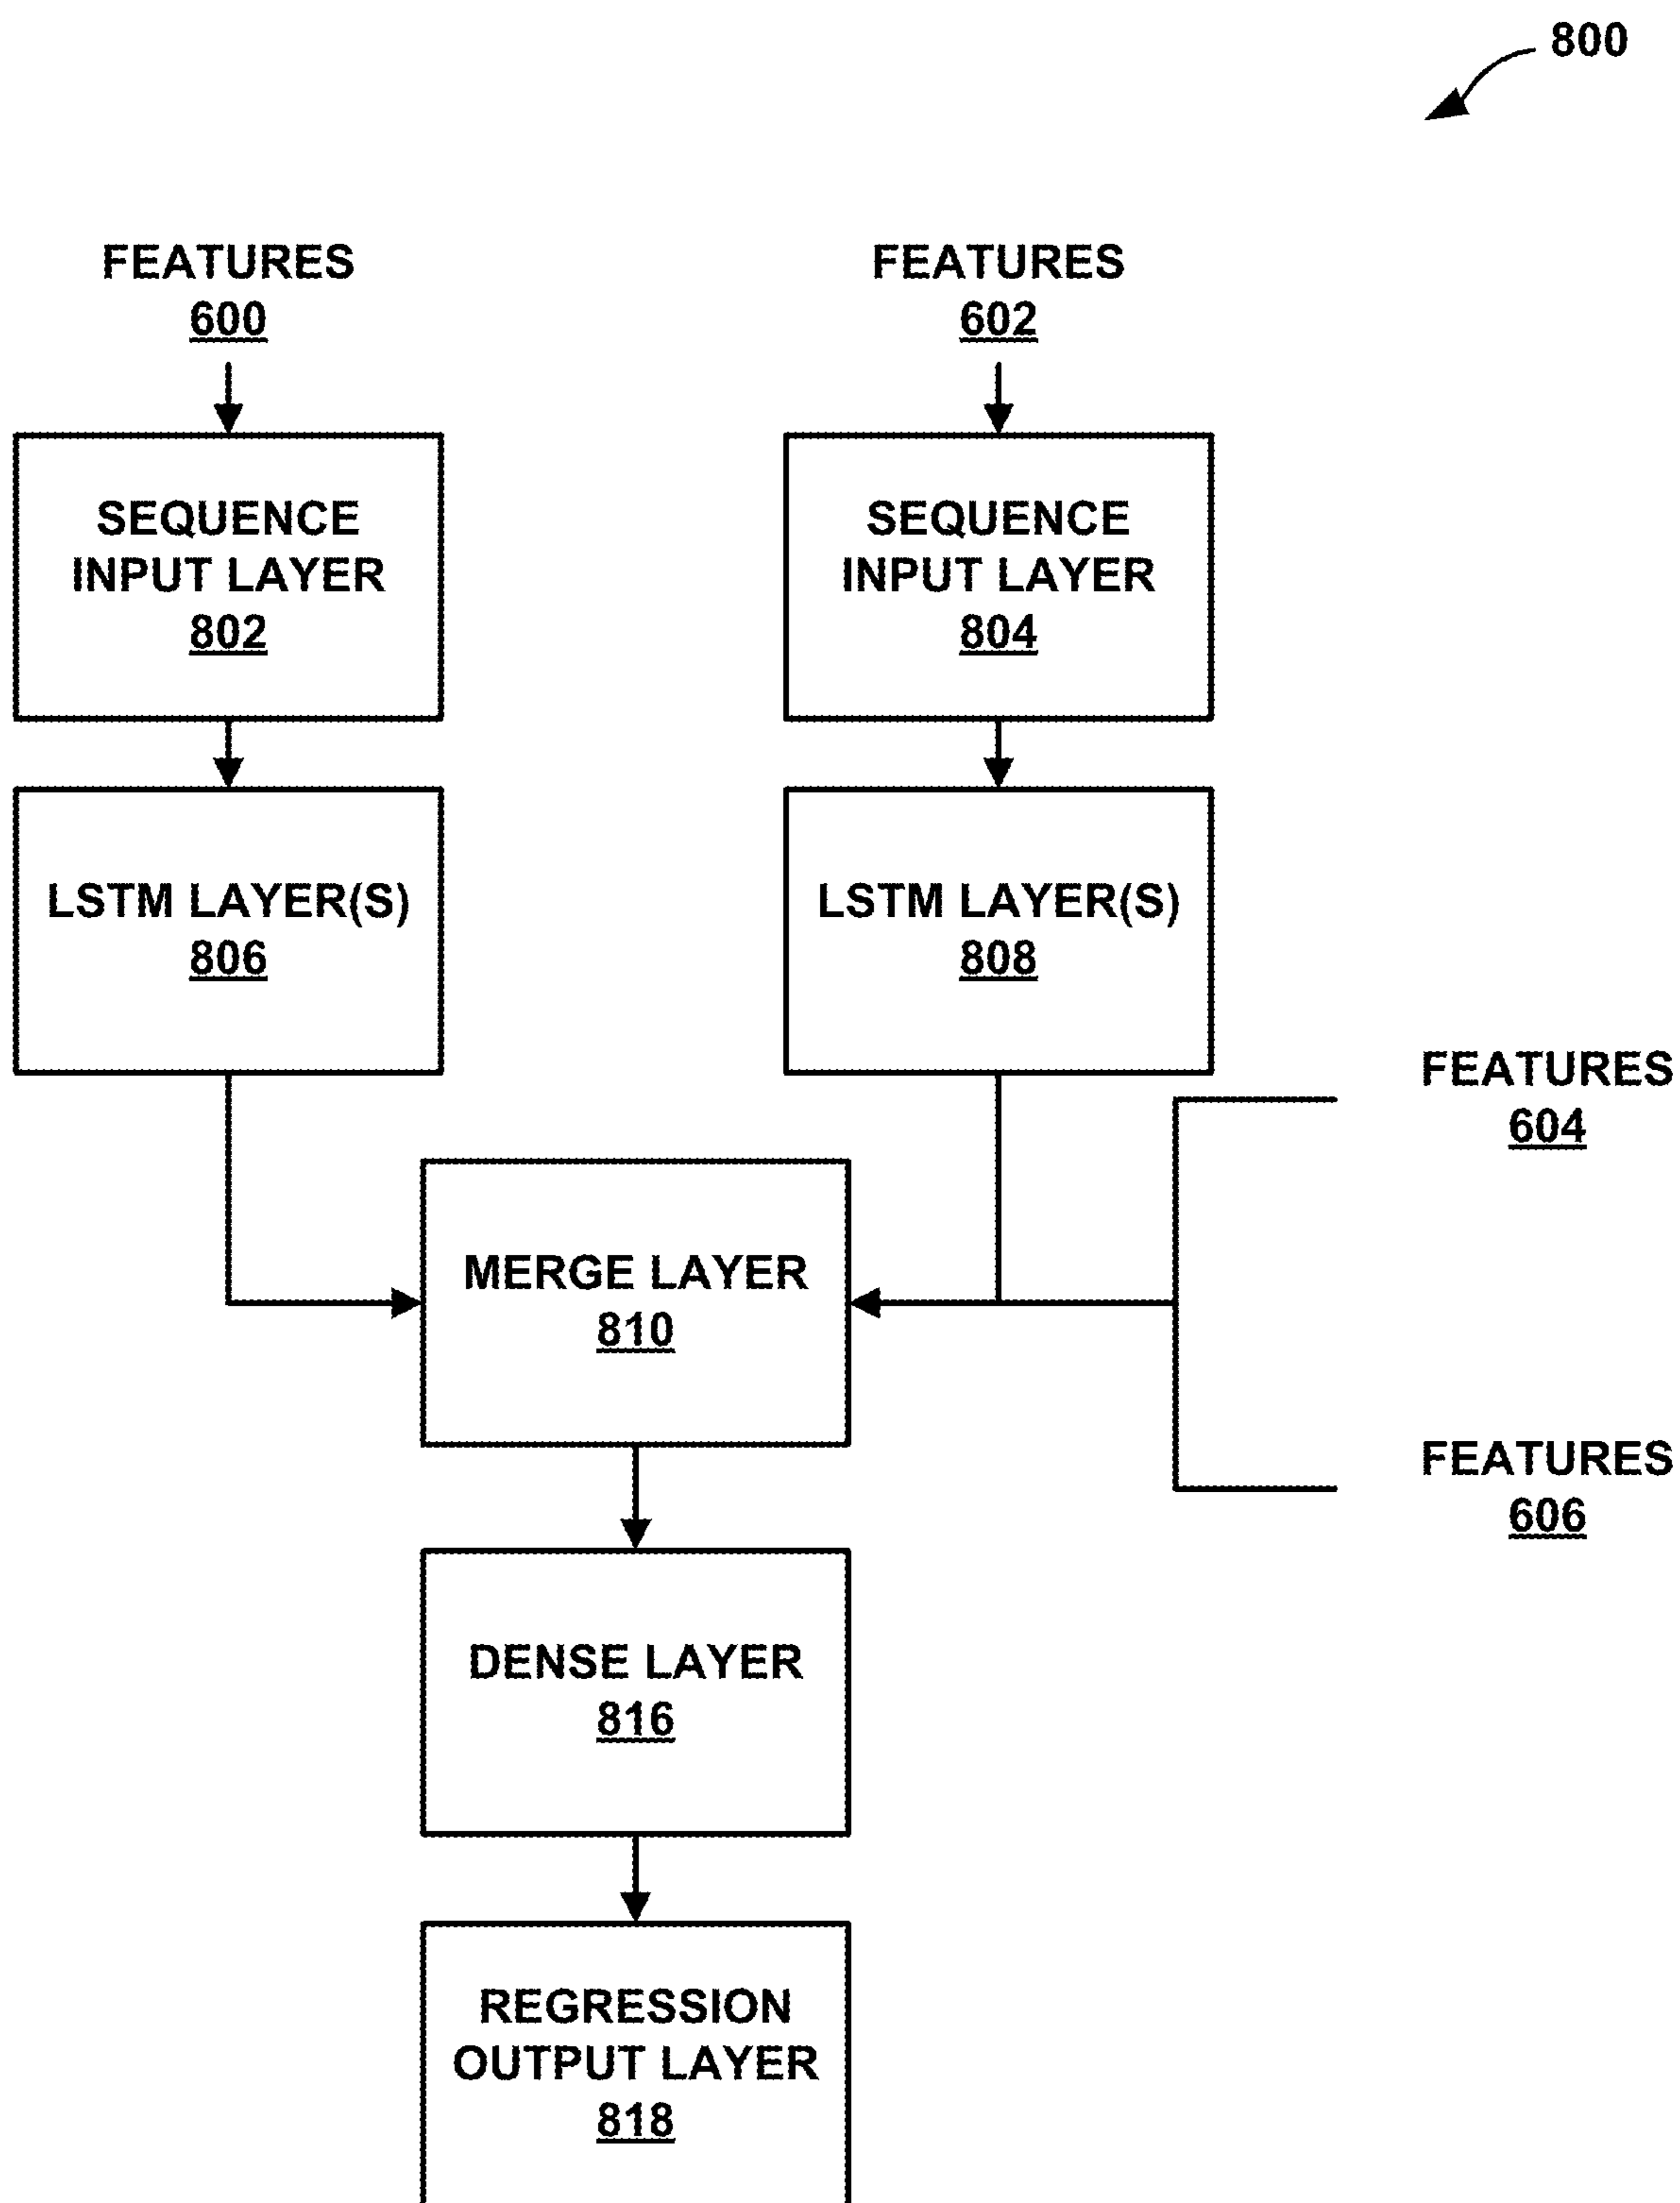 800
FEATURES
600
FEATURES
602
SEQUENCE
INPUT LAYER
802
SEQUENCE
INPUT LAYER
804
LSTM LAYER(S)
806
LSTM LAYER(S)
808
FEATURES
604
MERGE LAYER
810
FEATURES
606
DENSE LAYER
816
REGRESSION
OUTPUT LAYER
818